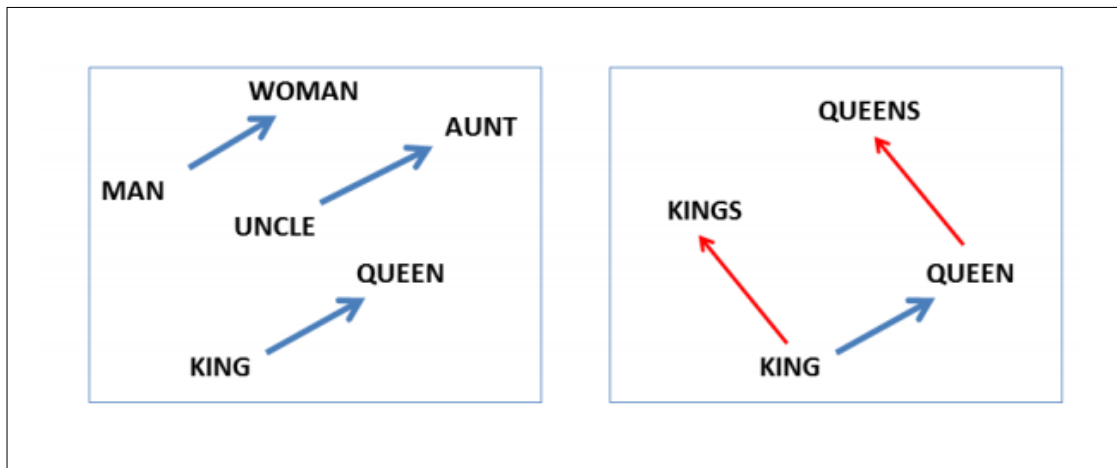 WOMAN
AUNT
MAN
UNCLE
QUEEN
KING
QUEENS
KINGS
QUEEN
KING